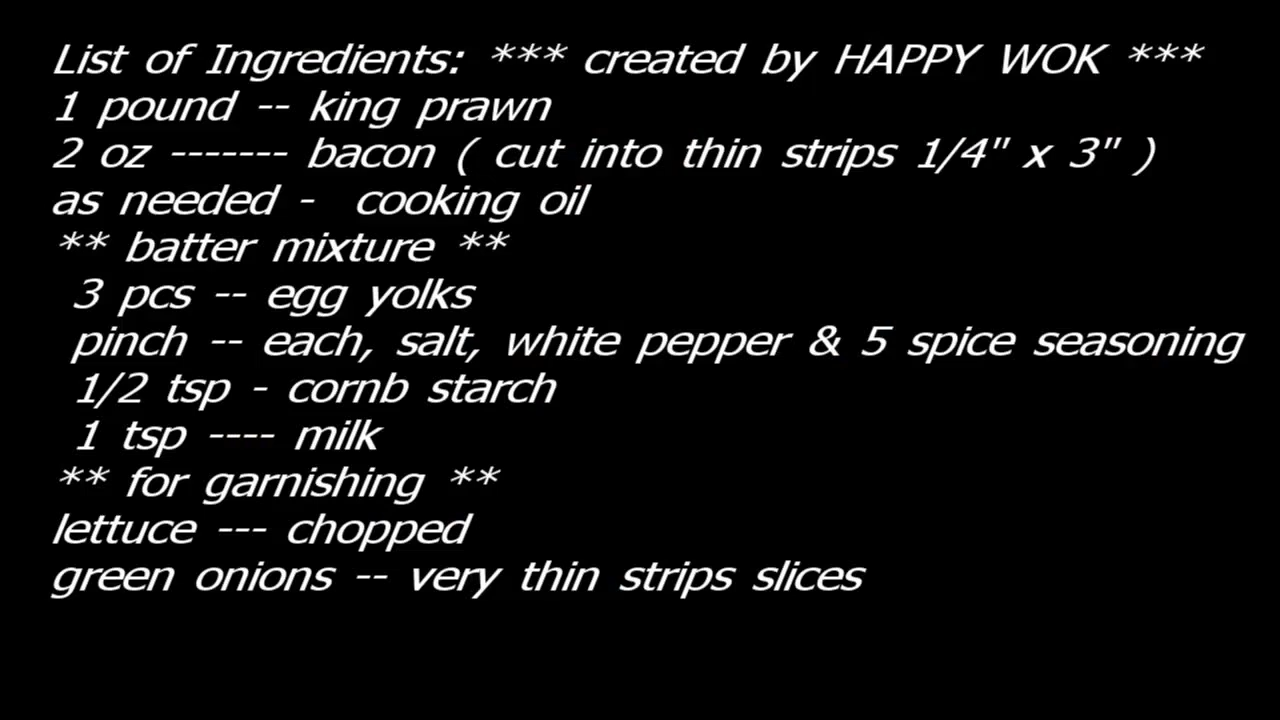 List of Ingredients: *** created by HAPPY WOK ***
1 pound -- king prawn
2 oz ------- bacon ( cut into thin strips 1/4" x 3" )
as needed - cooking oil
** batter mixture **
3 pcs -- egg yolks
pinch -- each, salt, white pepper & 5 spice seasoning
1/2 tsp - cornb starch
1 tsp ---- milk
** for garnishing **
lettuce --- chopped
green onions -- very thin strips slices